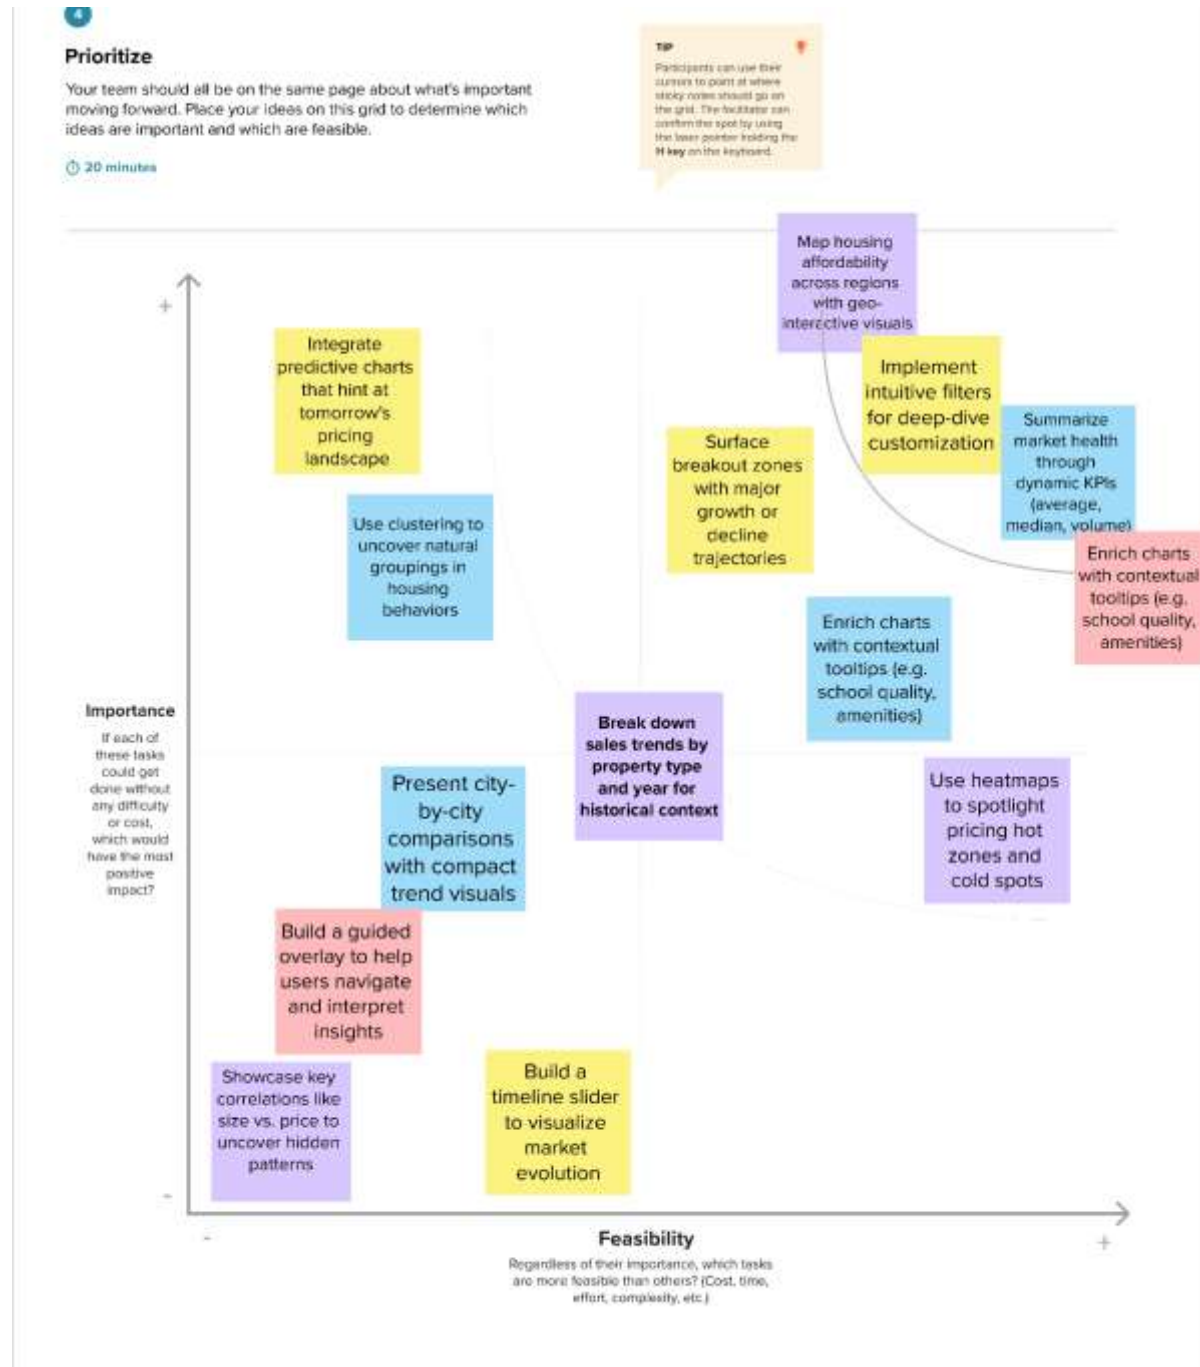 4
Prioritize
Your team should all be on the same page about what's important
moving forward. Place your ideas on this grid to determine which
ideas are important and which are feasible.
20 minutes
TIP
Participants can use their
cursors to point at where
sticky notes should go on
the grid. The facilitator can
confirm the spot by using
the laser pointer holding the
H key on the keyboard.
Map housing
affordability
across regions
with geo-
interactive visuals
+
Integrate
predictive charts
that hint at
tomorrow's
pricing
landscape
Implement
intuitive filters
for deep-dive
customization
Summarize
market health
through
dynamic KPIs
(average,
median, volume)
Surface
breakout zones
with major
growth or
decline
trajectories
Use clustering to
uncover natural
groupings in
housing
behaviors
Enrich charts
with contextual
tooltips (e.g.
school quality,
amenities)
Enrich charts
with contextual
tooltips (e.g.
school quality,
amenities)
Importance
If each of
these tasks
could get
done without
any difficulty
or cost,
which would
have the most
positive
impact?
Break down
sales trends by
property type
and year for
historical context
Present city-
by-city
comparisons
with compact
trend visuals
Use heatmaps
to spotlight
pricing hot
zones and
cold spots
Build a guided
overlay to help
users navigate
and interpret
insights
Showcase key
correlations like
size vs. price to
uncover hidden
patterns
Build a
timeline slider
to visualize
market
evolution
-
-
Feasibility
+
Regardless of their importance, which tasks
are more feasible than others? (Cost, time,
effort, complexity, etc.)